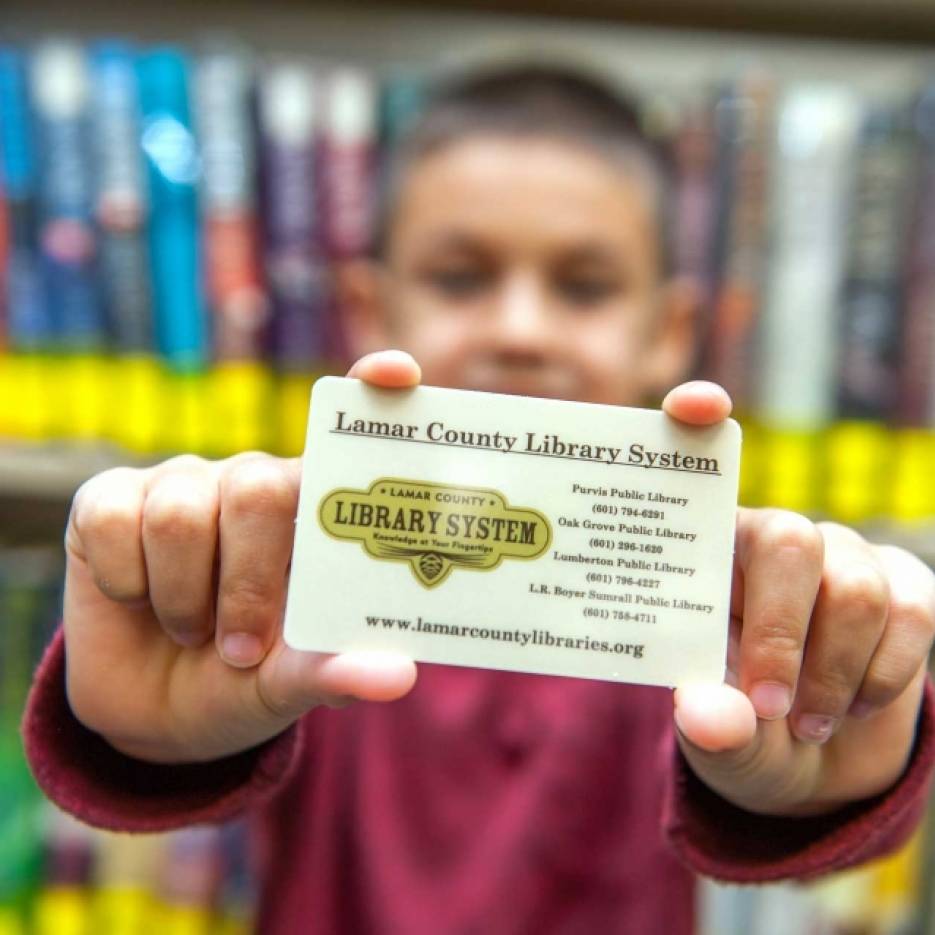 Lamar County Library System
★ LAMAR COUNTY ★
LIBRARY SYSTEM
Knowledge at Your Fingertips
Purvis Public Library
(601) 794-6291
Oak Grove Public Library
(601) 296-1620
Lumberton Public Library
(601) 796-4227
L.R. Boyer Sumrall Public Library
(601) 758-4711
www.lamarcountylibraries.org